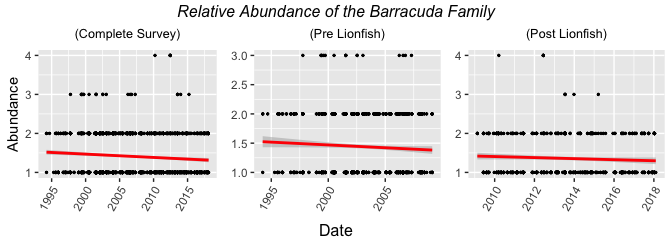 Relative Abundance of the Barracuda Family
(Complete Survey) (Pre Lionfish) (Post Lionfish)
Abundance
4
3
2
1
1995 2000 2005 2010 2015
3.0
2.5
2.0
1.5
1.0
1995 2000 2005
4
3
2
1
2010 2012 2014 2016 2018
Date